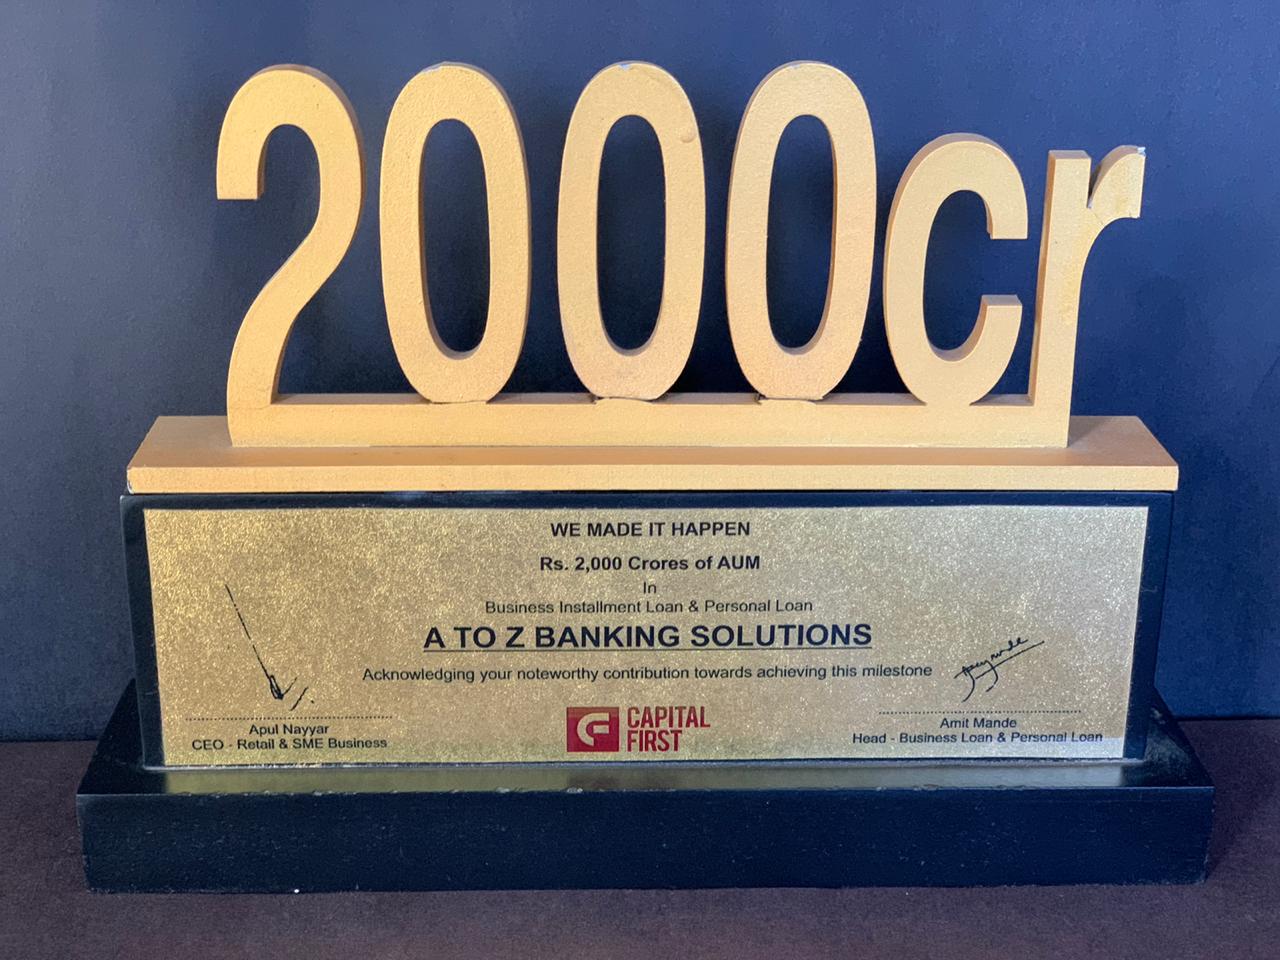 2000cr
WE MADE IT HAPPEN
Rs. 2,000 Crores of AUM
In
Business Installment Loan & Personal Loan
A TO Z BANKING SOLUTIONS
Acknowledging your noteworthy contribution towards achieving this milestone
Apul Nayyar
CEO - Retail & SME Business
CAPITAL
FIRST
Amit Mande
Head - Business Loan & Personal Loan